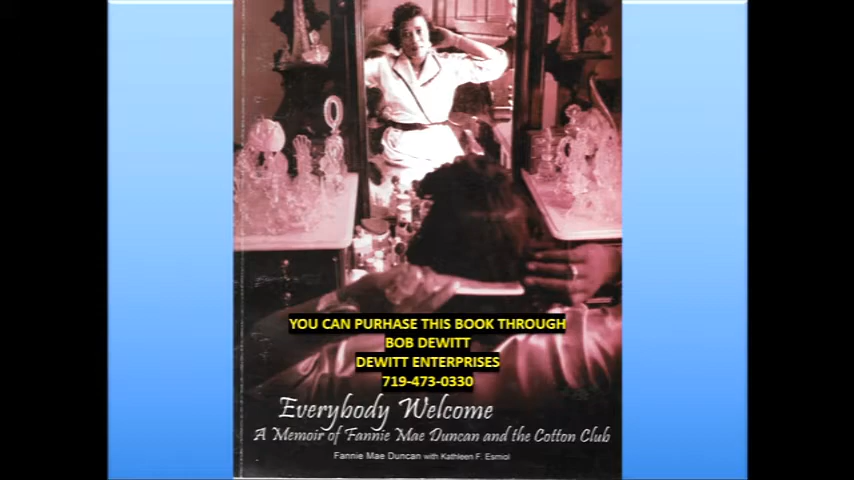 YOU CAN PURHASE THIS BOOK THROUGH
BOB DEWITT
DEWITT ENTERPRISES
719-473-0330
Everybody Welcome
A Memoir of Fannie Mae Duncan and the Cotton Club
Fannie Mae Duncan with Kathleen F. Esmiol